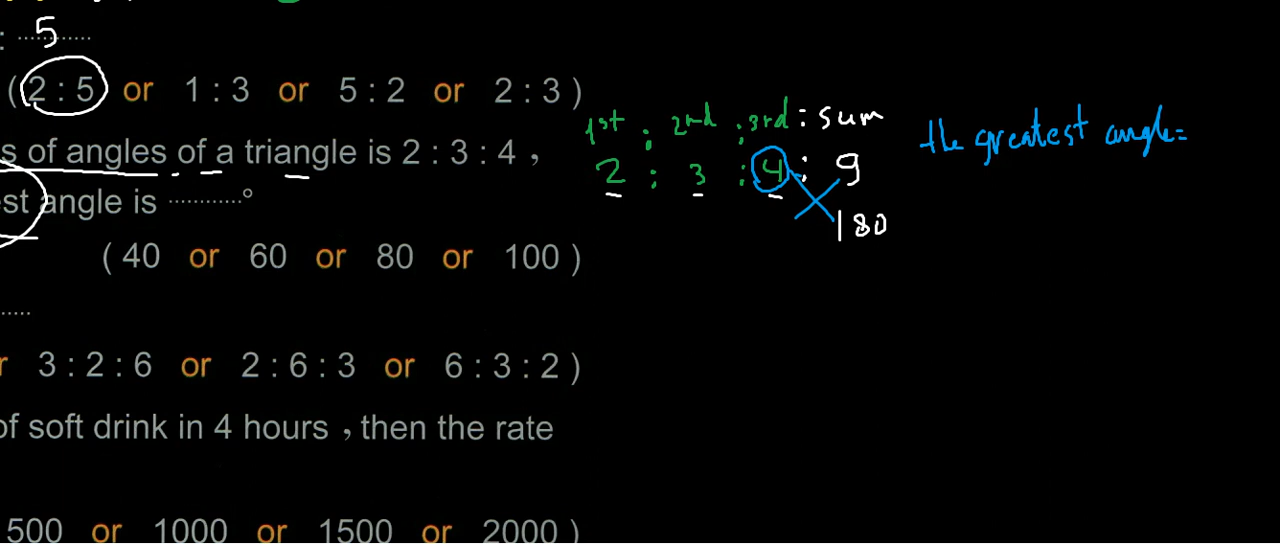 : ............ 5
( 2 : 5 or 1 : 3 or 5 : 2 or 2 : 3 )
1st : 2nd : 3rd : sum
the greatest angle=
s of angles of a triangle is 2 : 3 : 4 ,
2 : 3 : 4 : 9
st angle is ............°
180
( 40 or 60 or 80 or 100 )
.....
r 3 : 2 : 6 or 2 : 6 : 3 or 6 : 3 : 2 )
of soft drink in 4 hours , then the rate
500 or 1000 or 1500 or 2000 )